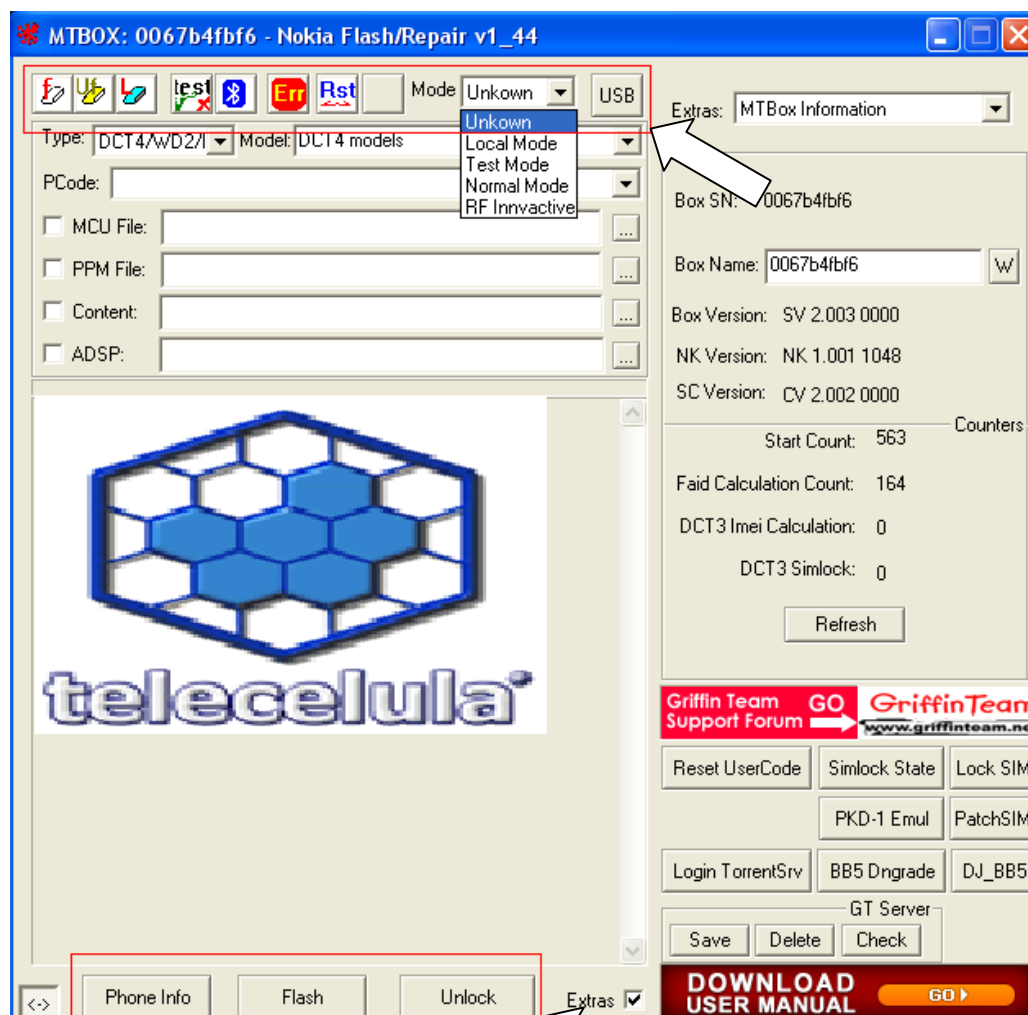 MTBOX: 0067b4fbf6 - Nokia Flash/Repair v1_44
f Uf test Err Rst Mode Unkown USB
Unkown
Local Mode
Test Mode
Normal Mode
RF Innvactive
Type: DCT4/WD2/I Model: DCT4 models
PCode:
MCU File: ...
PPM File: ...
Content: ...
ADSP: ...
telecelula
Phone Info Flash Unlock Extras
<->
Extras: MTBox Information
Box SN: 0067b4fbf6
Box Name: 0067b4fbf6 W
Box Version: SV 2.003 0000
NK Version: NK 1.001 1048
SC Version: CV 2.002 0000
Counters
Start Count: 563
Faid Calculation Count: 164
DCT3 Imei Calculation: 0
DCT3 Simlock: 0
Refresh
Griffin Team GO GriffinTeam
Support Forum www.griffinteam.ne
Reset UserCode Simlock State Lock SIM
PKD-1 Emul PatchSIM
Login TorrentSrv BB5 Dngrade DJ_BB5
GT Server
Save Delete Check
DOWNLOAD
USER MANUAL GO